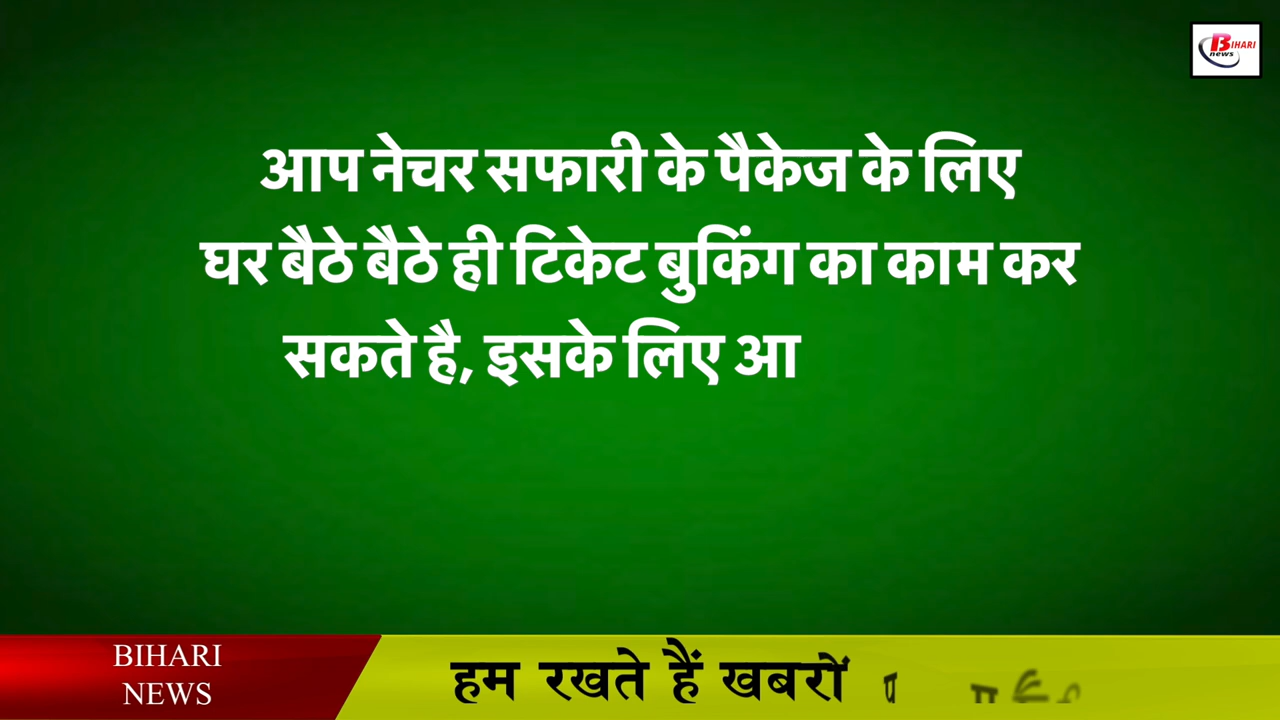 BIHARI
news
आप नेचर सफारी के पैकेज के लिए
घर बैठे बैठे ही टिकेट बुकिंग का काम कर
सकते है, इसके लिए आ
BIHARI
NEWS
हम रखते हैं खबरों